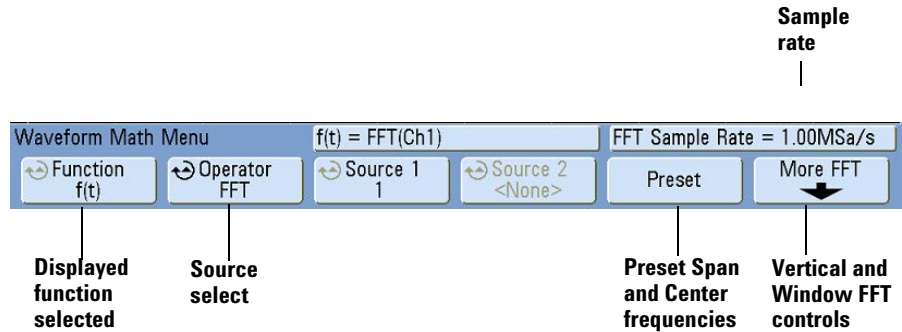 Sample
rate
Waveform Math Menu
f(t) = FFT(Ch1)
FFT Sample Rate = 1.00MSa/s
Function
f(t)
Operator
FFT
Source 1
1
Source 2
<None>
Preset
More FFT
Displayed
function
selected
Source
select
Preset Span
and Center
frequencies
Vertical and
Window FFT
controls